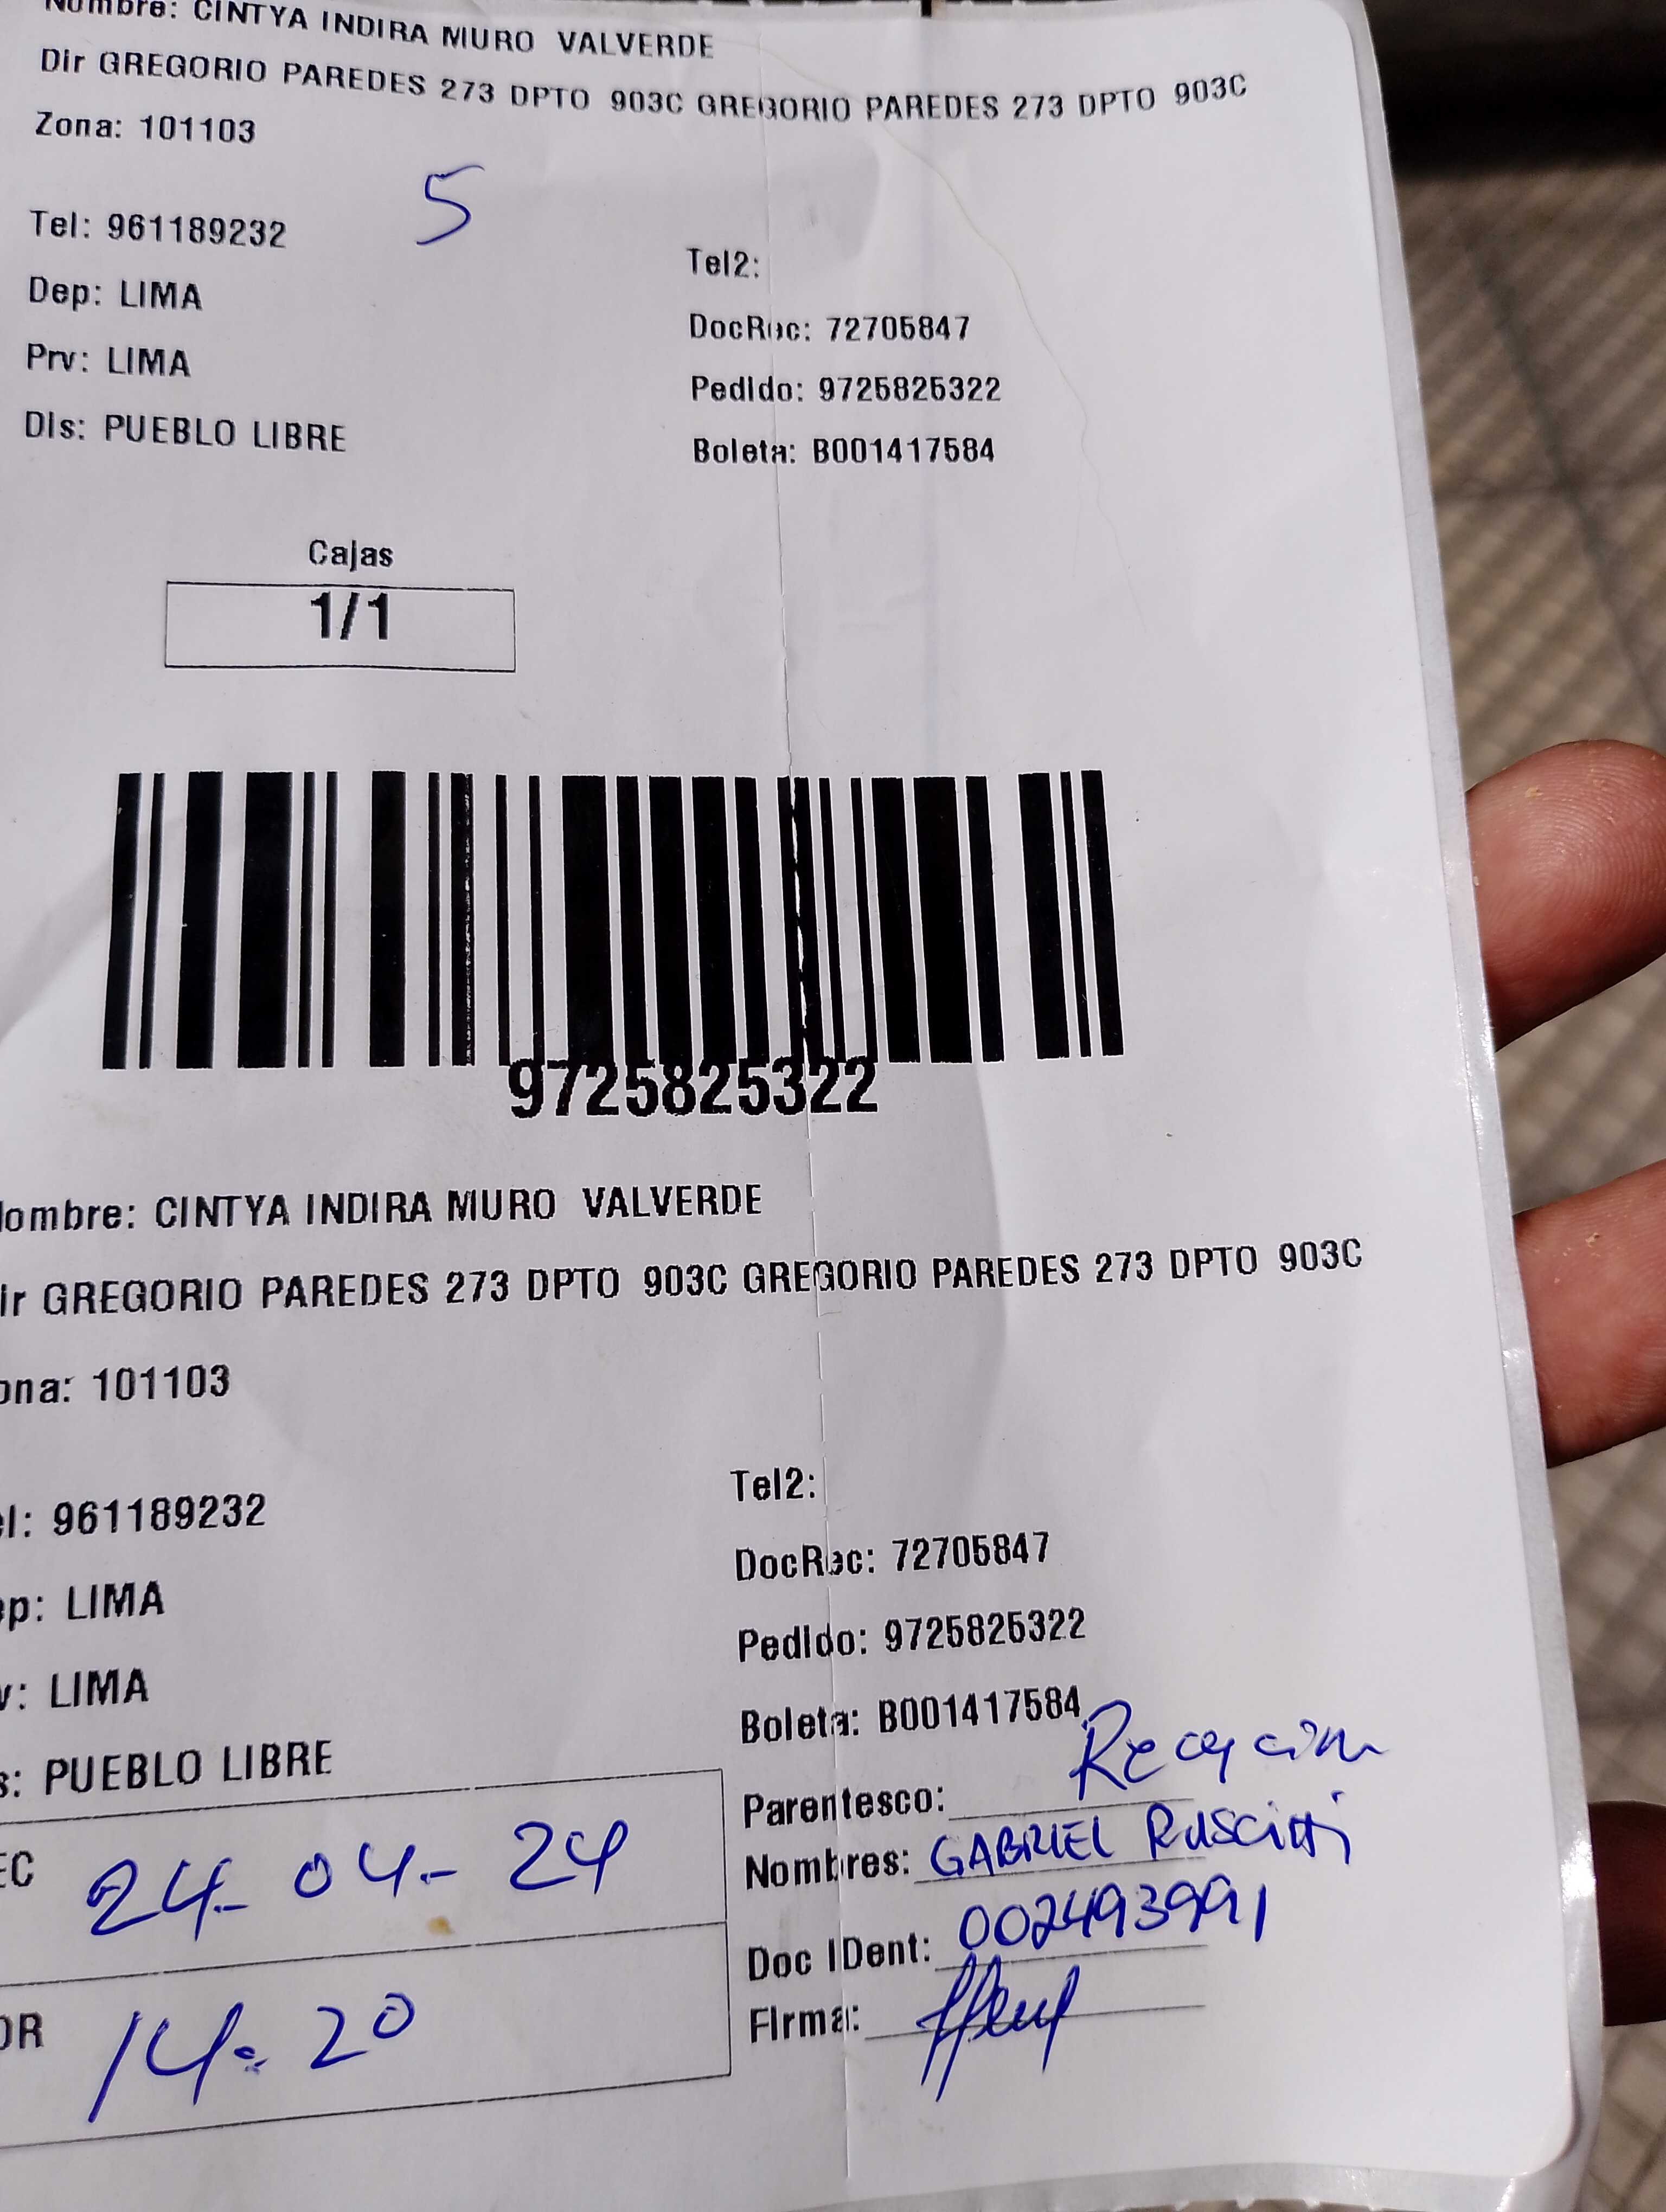 Nombre: CINTYA INDIRA MURO VALVERDE
Dir GREGORIO PAREDES 273 DPTO 903C GREGORIO PAREDES 273 DPTO 903C
Zona: 101103
5
Tel: 961189232
Tel2:
Dep: LIMA
DocRec: 72705847
Prv: LIMA
Pedido: 9725825322
Dis: PUEBLO LIBRE
Boleta: B001417584
Cajas
1/1
9725825322
Nombre: CINTYA INDIRA MURO VALVERDE
ir GREGORIO PAREDES 273 DPTO 903C GREGORIO PAREDES 273 DPTO 903C
ona: 101103
Tel2:
el: 961189232
DocRec: 72705847
ep: LIMA
Pedido: 9725825322
v: LIMA
Boleta: B001417584
s: PUEBLO LIBRE
Parentesco: Recepción
EC 24-04-24
Nombres: GABRIEL
Doc IDent: 002493991
OR 14:20
Firma: